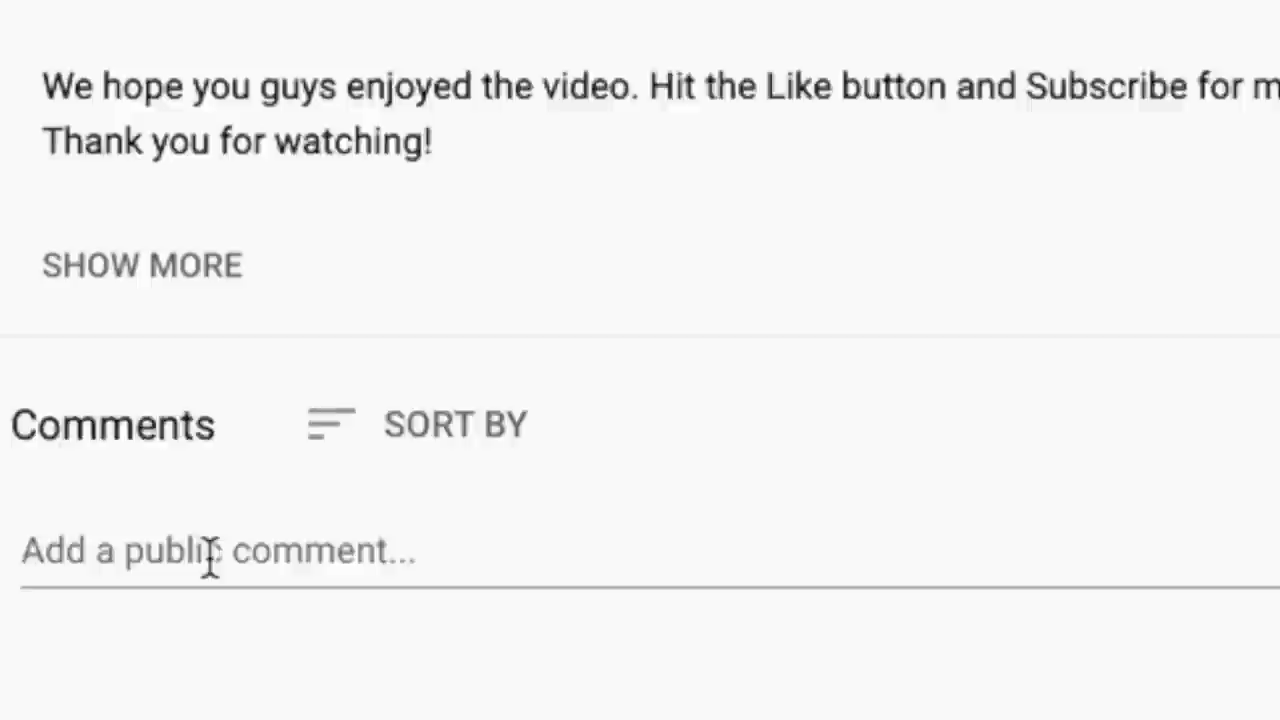 We hope you guys enjoyed the video. Hit the Like button and Subscribe for m
Thank you for watching!
SHOW MORE
Comments
SORT BY
Add a public comment...